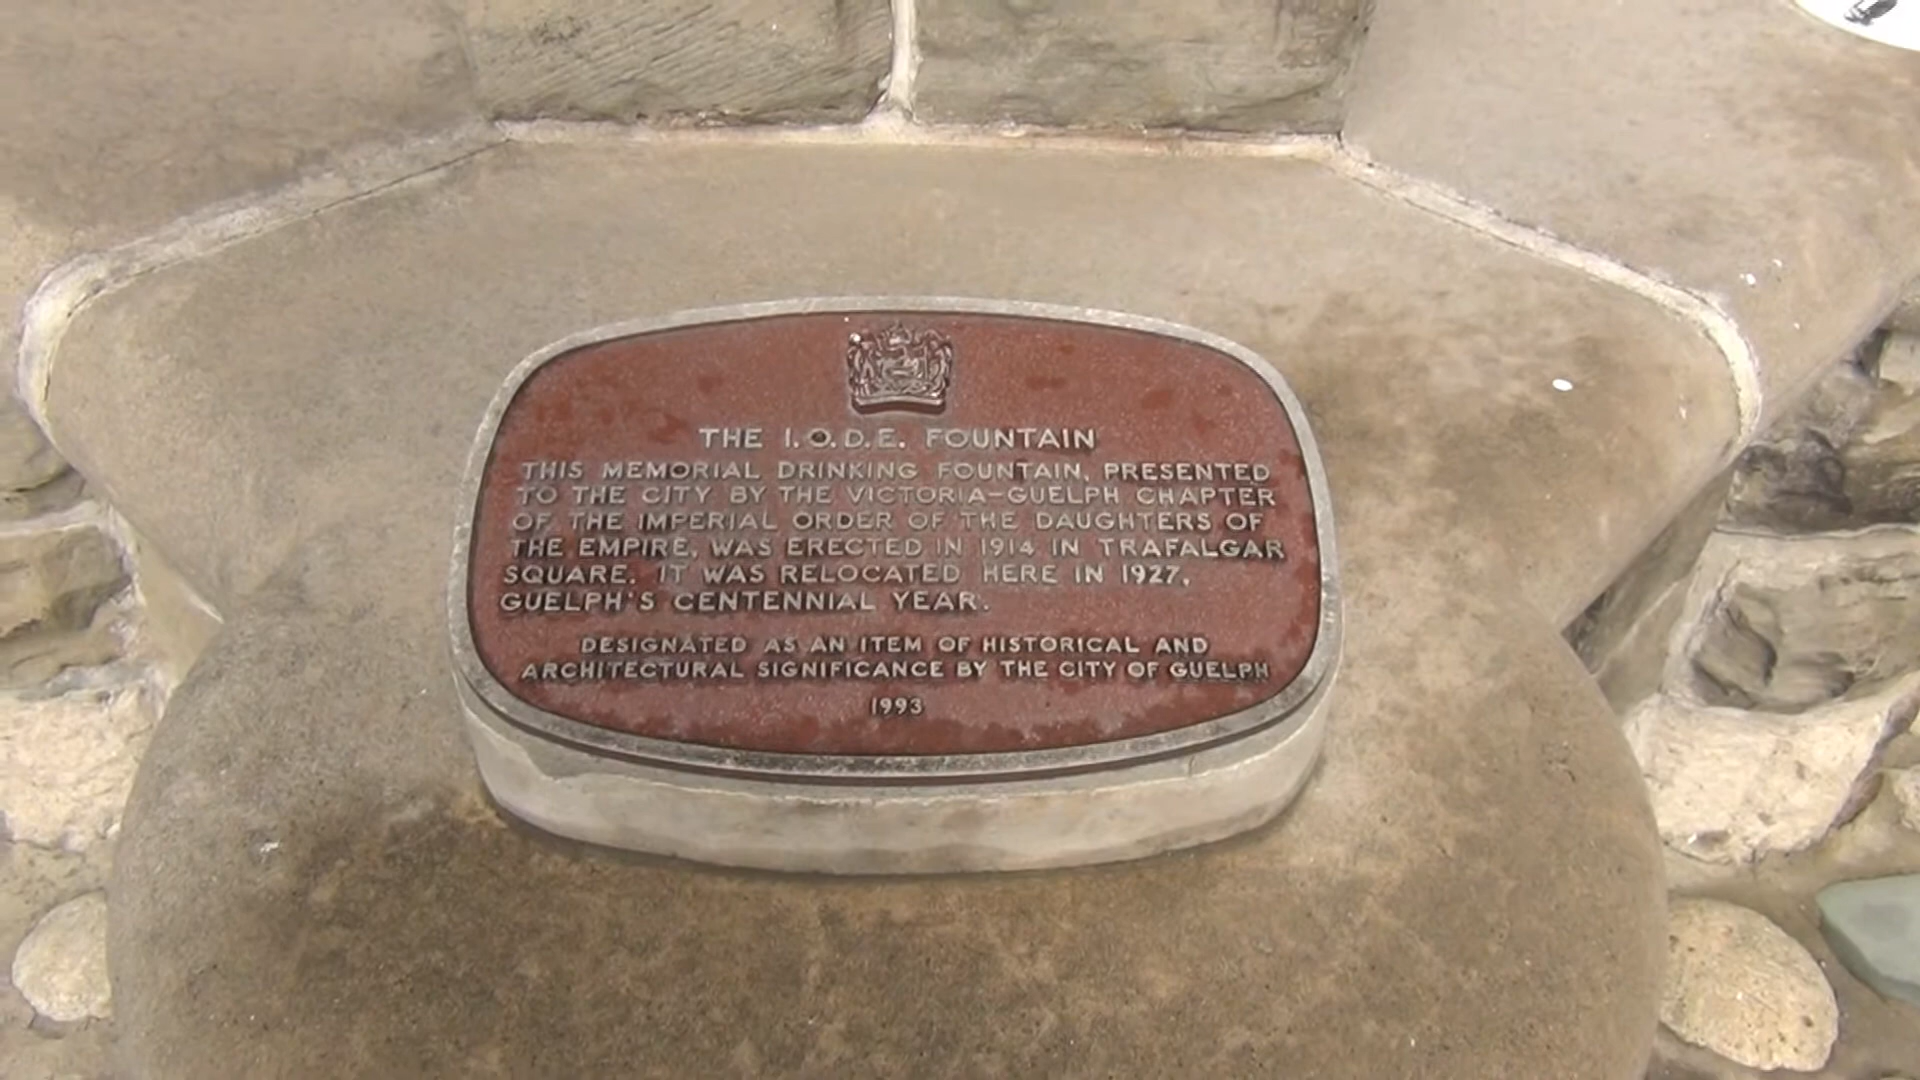 THE I.O.D.E. FOUNTAIN
THIS MEMORIAL DRINKING FOUNTAIN, PRESENTED
TO THE CITY BY THE VICTORIA-GUELPH CHAPTER
OF THE IMPERIAL ORDER OF THE DAUGHTERS OF
THE EMPIRE, WAS ERECTED IN 1914 IN TRAFALGAR
SQUARE. IT WAS RELOCATED HERE IN 1927,
GUELPH'S CENTENNIAL YEAR.
DESIGNATED AS AN ITEM OF HISTORICAL AND
ARCHITECTURAL SIGNIFICANCE BY THE CITY OF GUELPH
1993